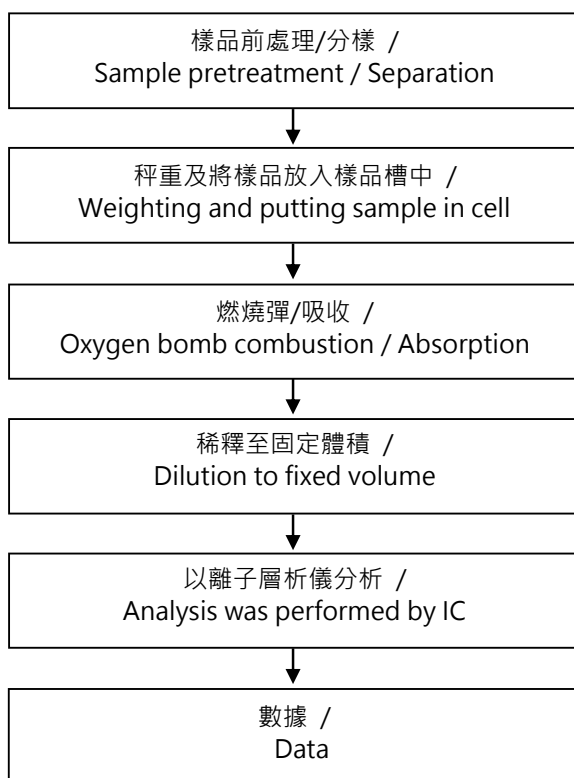 樣品前處理/分樣 /
Sample pretreatment / Separation
秤重及將樣品放入樣品槽中 /
Weighting and putting sample in cell
燃燒彈/吸收 /
Oxygen bomb combustion / Absorption
稀釋至固定體積 /
Dilution to fixed volume
以離子層析儀分析 /
Analysis was performed by IC
數據 /
Data